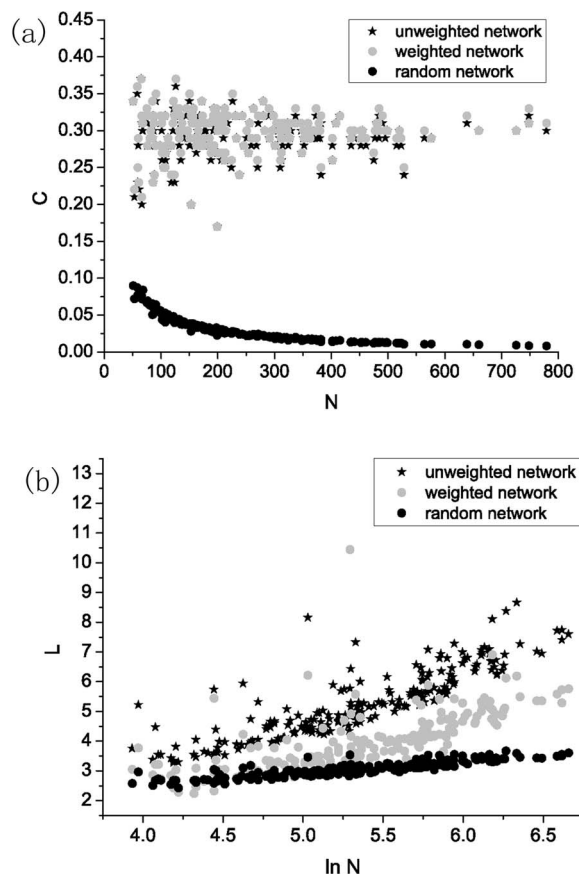 (a)
unweighted network
weighted network
random network
0.45
0.40
0.35
0.30
0.25
0.20
0.15
0.10
0.05
0.00
C
0 100 200 300 400 500 600 700 800
N
(b)
unweighted network
weighted network
random network
13
12
11
10
9
8
7
6
5
4
3
2
L
4.0 4.5 5.0 5.5 6.0 6.5
ln N